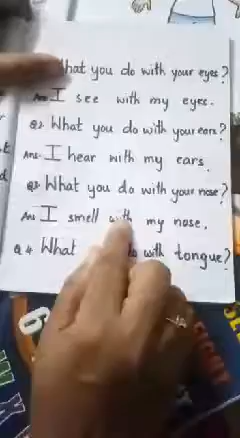 What you do with your eyes?
Ans I see with my eyes.
Q2 What you do with your ears?
Ans. I hear with my ears.
Q3 What you do with your nose?
Ans I smell with my nose.
Q4 What do with tongue?